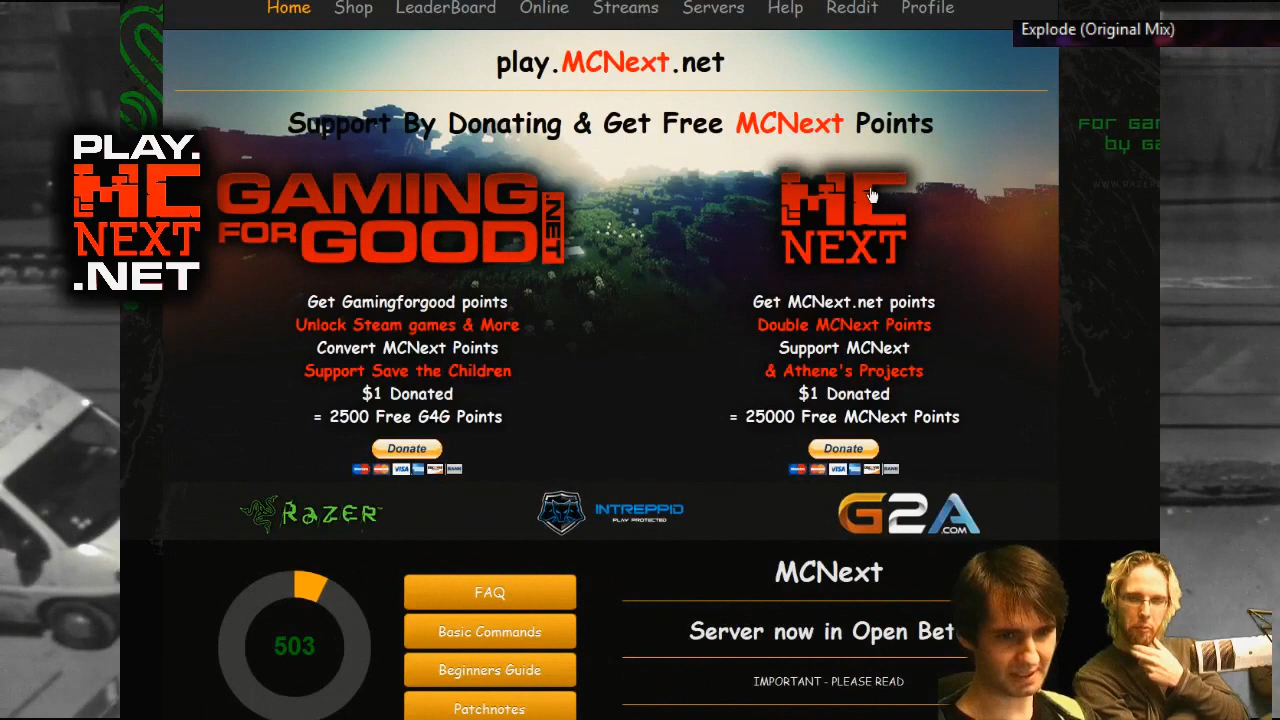 Home Shop LeaderBoard Online Streams Servers Help Reddit Profile
Explode (Original Mix)
play.MCNext.net
Support By Donating & Get Free MCNext Points
PLAY.
MC
NEXT
.NET
GAMING
FOR GOOD
.NET
MC
NEXT
Get Gamingforgood points
Unlock Steam games & More
Convert MCNext Points
Support Save the Children
$1 Donated
= 2500 Free G4G Points
Donate
VISA
BANK
Get MCNext.net points
Double MCNext Points
Support MCNext
& Athene's Projects
$1 Donated
= 25000 Free MCNext Points
Donate
VISA
BANK
RAZER
INTREPPID
PLAY PROTECTED
G2A
.COM
503
FAQ
Basic Commands
Beginners Guide
Patchnotes
MCNext
Server now in Open Bet
IMPORTANT - PLEASE READ